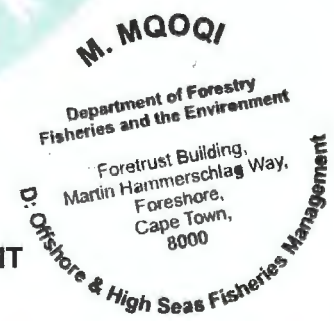 M. MQOQI
Department of Forestry
Fisheries and the Environment
Foretrust Building,
Martin Hammerschlag Way,
Foreshore,
Cape Town,
8000
D: Offshore & High Seas Fisheries Management
IT